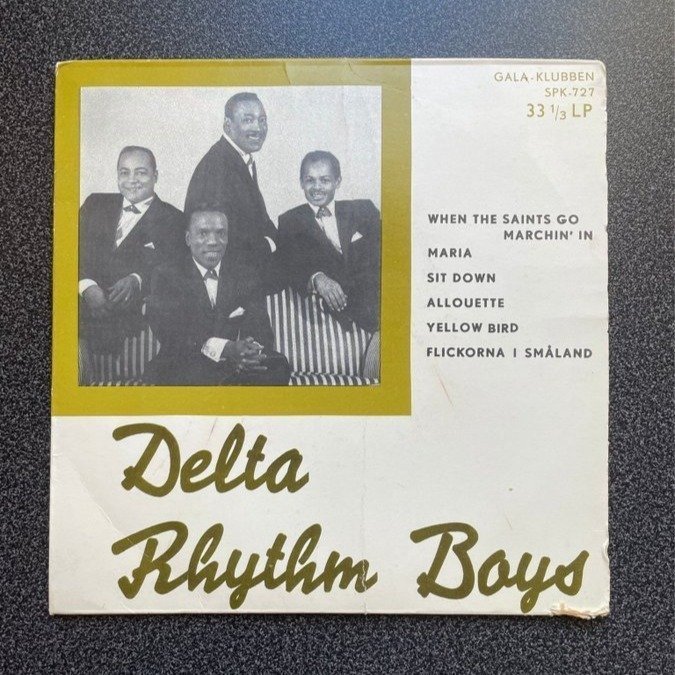 GALA-KLUBBEN
SPK-727
33 1/3 LP
WHEN THE SAINTS GO
MARCHIN' IN
MARIA
SIT DOWN
ALLOUETTE
YELLOW BIRD
FLICKORNA I SMÅLAND
Delta
Rhythm Boys